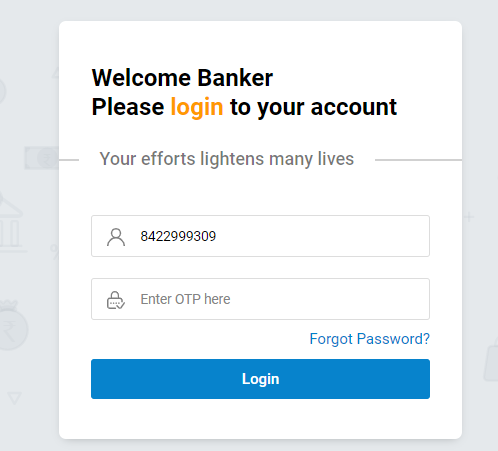 Welcome Banker
Please login to your account
Your efforts lightens many lives
8422999309
Enter OTP here
Forgot Password?
Login